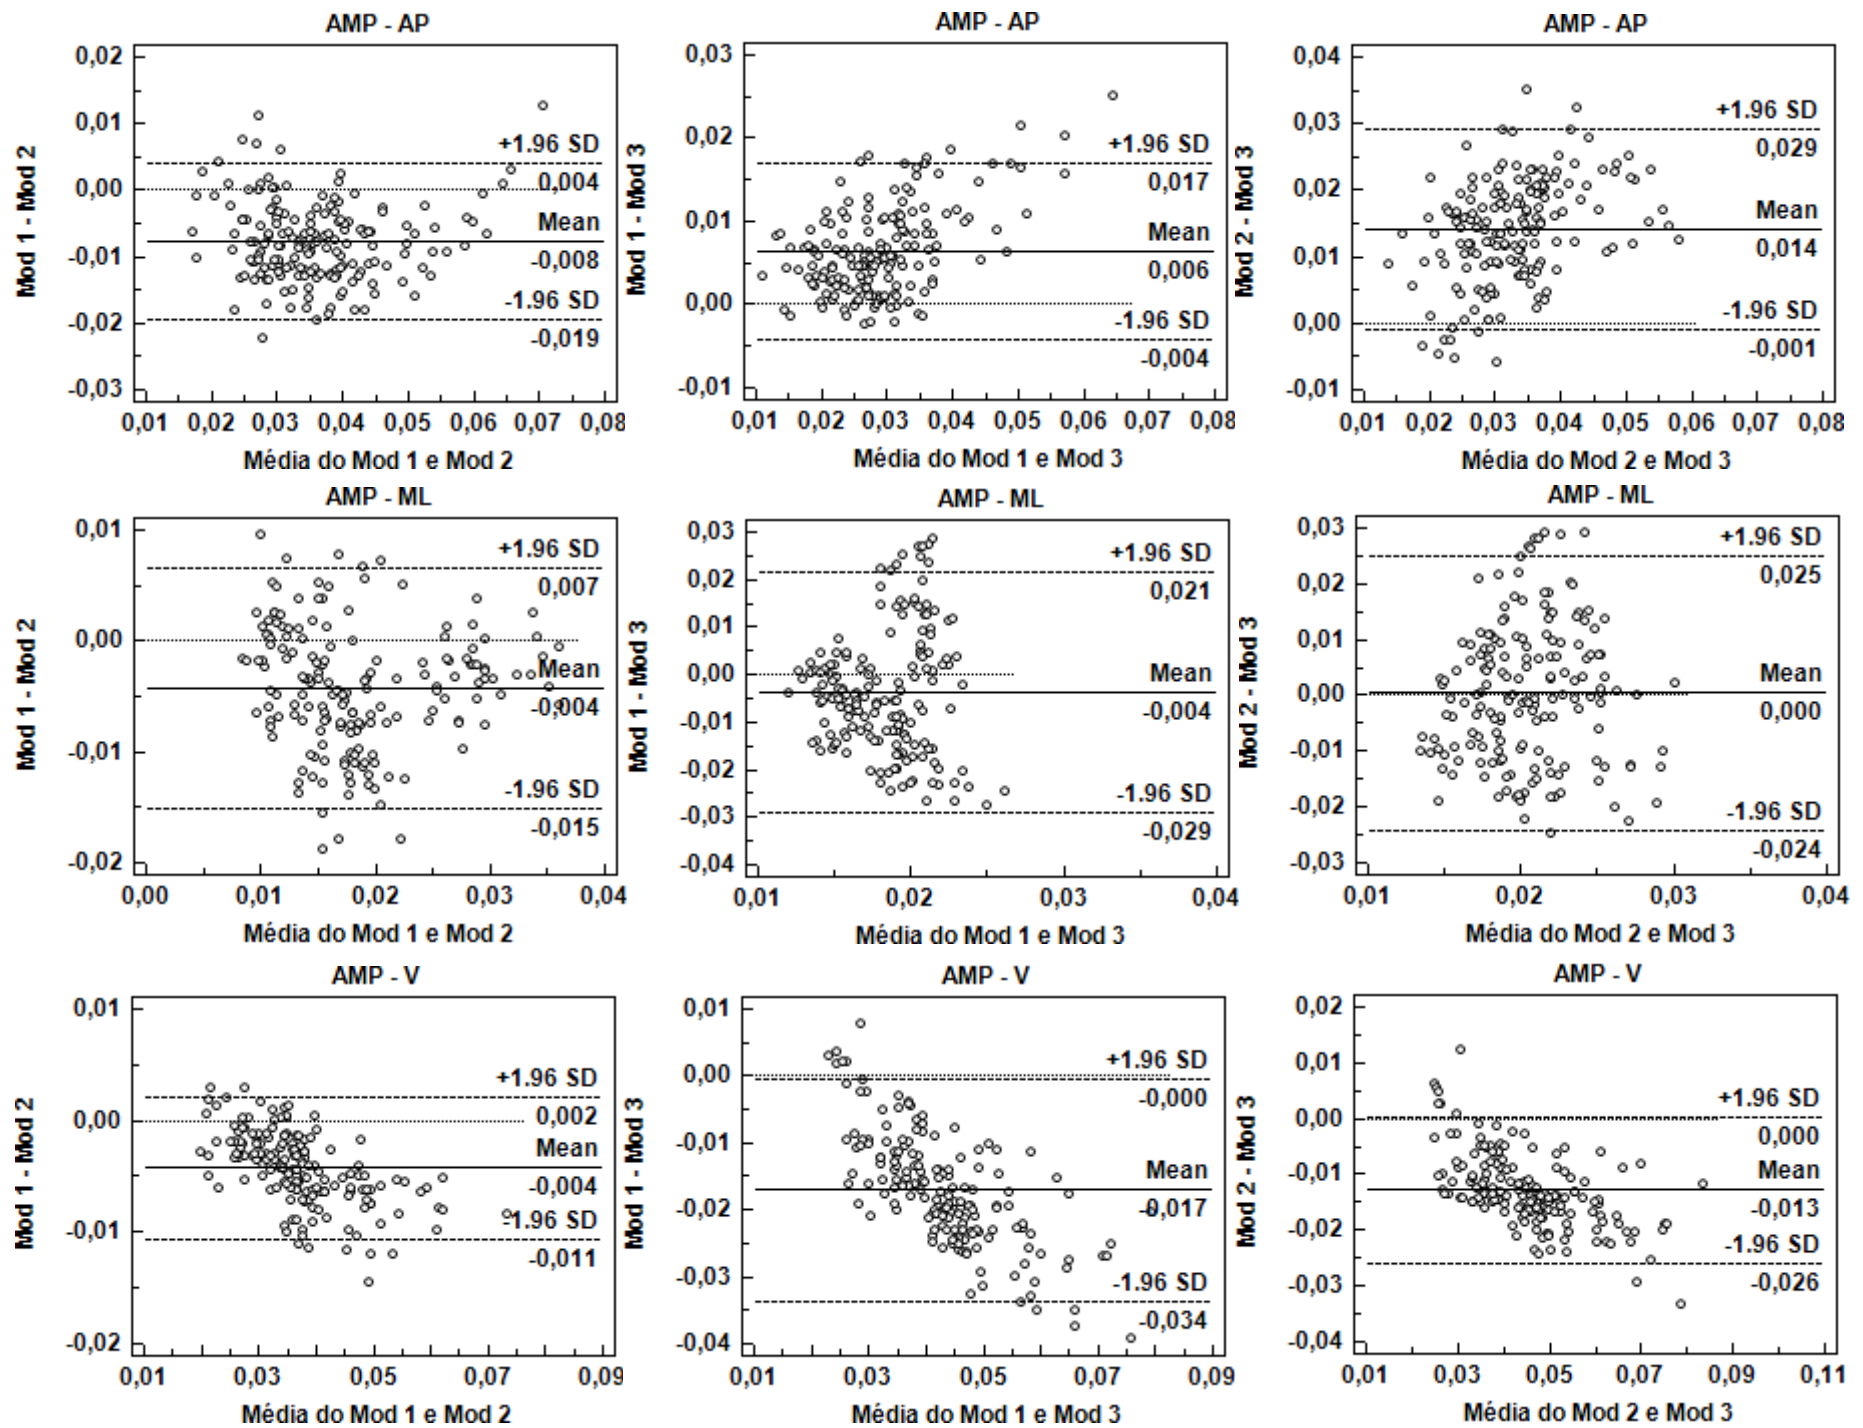 AMP - AP
0,02
0,01
0,00
-0,01
-0,02
-0,03
Mod 1 - Mod 2
+1.96 SD
0,004
Mean
-0,008
-1.96 SD
-0,019
0,01 0,02 0,03 0,04 0,05 0,06 0,07 0,08
Média do Mod 1 e Mod 2
AMP - AP
0,03
0,02
0,01
0,00
-0,01
Mod 1 - Mod 3
+1.96 SD
0,017
Mean
0,006
-1.96 SD
-0,004
0,01 0,02 0,03 0,04 0,05 0,06 0,07 0,08
Média do Mod 1 e Mod 3
AMP - AP
0,04
0,03
0,02
0,01
0,00
-0,01
Mod 2 - Mod 3
+1.96 SD
0,029
Mean
0,014
-1.96 SD
-0,001
0,01 0,02 0,03 0,04 0,05 0,06 0,07 0,08
Média do Mod 2 e Mod 3
AMP - ML
0,01
0,00
-0,01
-0,02
Mod 1 - Mod 2
+1.96 SD
0,007
Mean
-0,004
-1.96 SD
-0,015
0,00 0,01 0,02 0,03 0,04
Média do Mod 1 e Mod 2
AMP - ML
0,03
0,02
0,01
0,00
-0,01
-0,02
-0,03
-0,04
Mod 1 - Mod 3
+1.96 SD
0,021
Mean
-0,004
-1.96 SD
-0,029
0,01 0,02 0,03 0,04
Média do Mod 1 e Mod 3
AMP - ML
0,03
0,02
0,01
0,00
-0,01
-0,02
-0,03
Mod 2 - Mod 3
+1.96 SD
0,025
Mean
0,000
-1.96 SD
-0,024
0,01 0,02 0,03 0,04
Média do Mod 2 e Mod 3
AMP - V
0,01
0,00
-0,01
-0,02
Mod 1 - Mod 2
+1.96 SD
0,002
Mean
-0,004
-1.96 SD
-0,011
0,01 0,03 0,05 0,07 0,09
Média do Mod 1 e Mod 2
AMP - V
0,01
0,00
-0,01
-0,02
-0,03
-0,04
Mod 1 - Mod 3
+1.96 SD
-0,000
Mean
-0,017
-1.96 SD
-0,034
0,01 0,03 0,05 0,07 0,09
Média do Mod 1 e Mod 3
AMP - V
0,02
0,01
0,00
-0,01
-0,02
-0,03
-0,04
Mod 2 - Mod 3
+1.96 SD
0,000
Mean
-0,013
-1.96 SD
-0,026
0,01 0,03 0,05 0,07 0,09 0,11
Média do Mod 2 e Mod 3